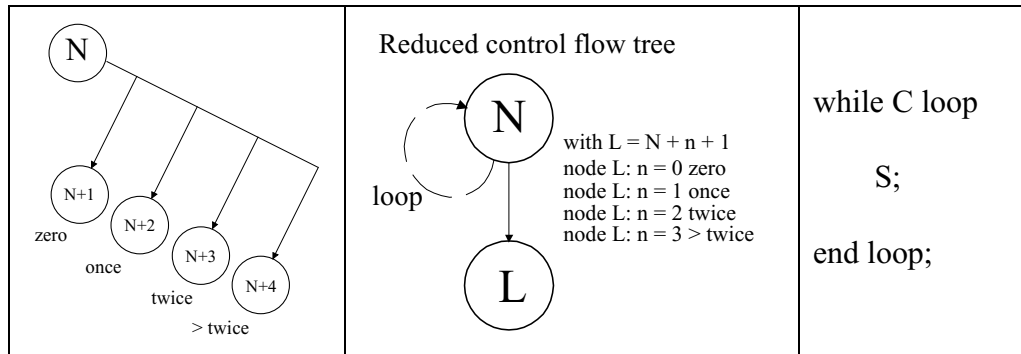 N
N+1
zero
N+2
once
N+3
twice
N+4
> twice
Reduced control flow tree
N
loop
with L = N + n + 1
node L: n = 0 zero
node L: n = 1 once
node L: n = 2 twice
node L: n = 3 > twice
L
while C loop
S;
end loop;